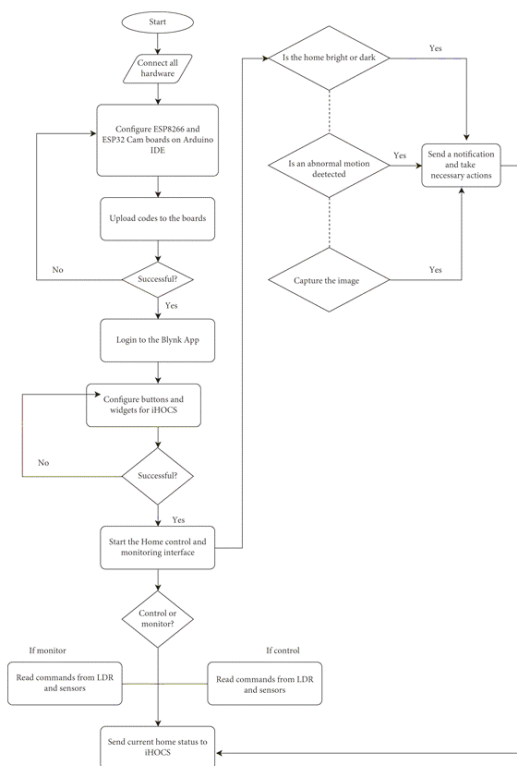 Start
Connect all
hardware
Configure ESP8266 and
ESP32 Cam boards on Arduino
IDE
Upload codes to the boards
No
Successful?
Yes
Login to the Blynk App
Configure buttons and
widgets for iHOCS
No
Successful?
Yes
Start the Home control and
monitoring interface
Control or
monitor?
If monitor
If control
Read commands from LDR
and sensors
Read commands from LDR
and sensors
Send current home status to
iHOCS
Is the home bright or dark
Yes
Is an abnormal motion
deetected
Yes
Send a notification
and take
necessary actions
Capture the image
Yes